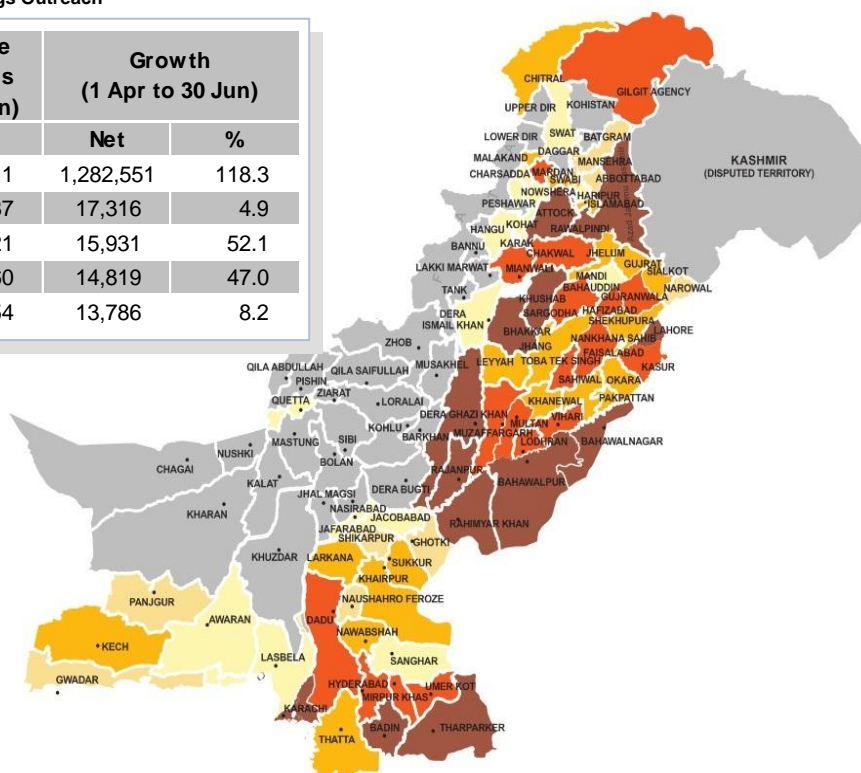 gs Outreach
Growth
(1 Apr to 30 Jun)
Net
%
1,282,551
118.3
17,316
4.9
15,931
52.1
14,819
47.0
13,786
8.2
CHITRAL
GILGIT AGENCY
UPPER DIR
KOHISTAN
LOWER DIR
SWAT
BATGRAM
DAGGAR
MALAKAND
MANSEHRA
KASHMIR
(DISPUTED TERRITORY)
CHARSADDA
MARDAN
SWABI
ABBOTTABAD
NOWSHERA
HARIPUR
PESHAWAR
ISLAMABAD
ATTOCK
KOHAT
HANGU
RAWALPINDI
KARAK
BANNU
CHAKWAL
JHELUM
LAKKI MARWAT
MIANWALI
GUJRAT
SIALKOT
MANDI
BAHAUDDIN
NAROWAL
TANK
KHUSHAB
GUJRANWALA
DERA
ISMAIL KHAN
SARGODHA
HAFIZABAD
SHEKHUPURA
BHAKKAR
LAHORE
NANKHANA SAHIB
JHANG
FAISALABAD
ZHOB
LEYYAH
TOBA TEK SINGH
KASUR
QILA ABDULLAH
QILA SAIFULLAH
MUSAKHEL
SAHIWAL
OKARA
PISHIN
ZIARAT
QUETTA
LORALAI
KHANEWAL
PAKPATTAN
DERA GHAZI KHAN
MULTAN
VIHARI
KOHLU
MUZAFFARGARH
MASTUNG
SIBI
BARKHAN
LODHRAN
BAHAWALNAGAR
NUSHKI
BOLAN
CHAGAI
RAJANPUR
KALAT
DERA BUGTI
BAHAWALPUR
JHAL MAGSI
KHARAN
NASIRABAD
JACOBABAD
RAHIMYAR KHAN
JAFARABAD
SHIKARPUR
GHOTKI
KHUZDAR
LARKANA
SUKKUR
KHAIRPUR
PANJGUR
NAUSHAHRO FEROZE
AWARAN
DADU
NAWABSHAH
KECH
LASBELA
SANGHAR
GWADAR
HYDERABAD
UMER KOT
MIRPUR KHAS
KARACHI
BADIN
THARPARKER
THATTA